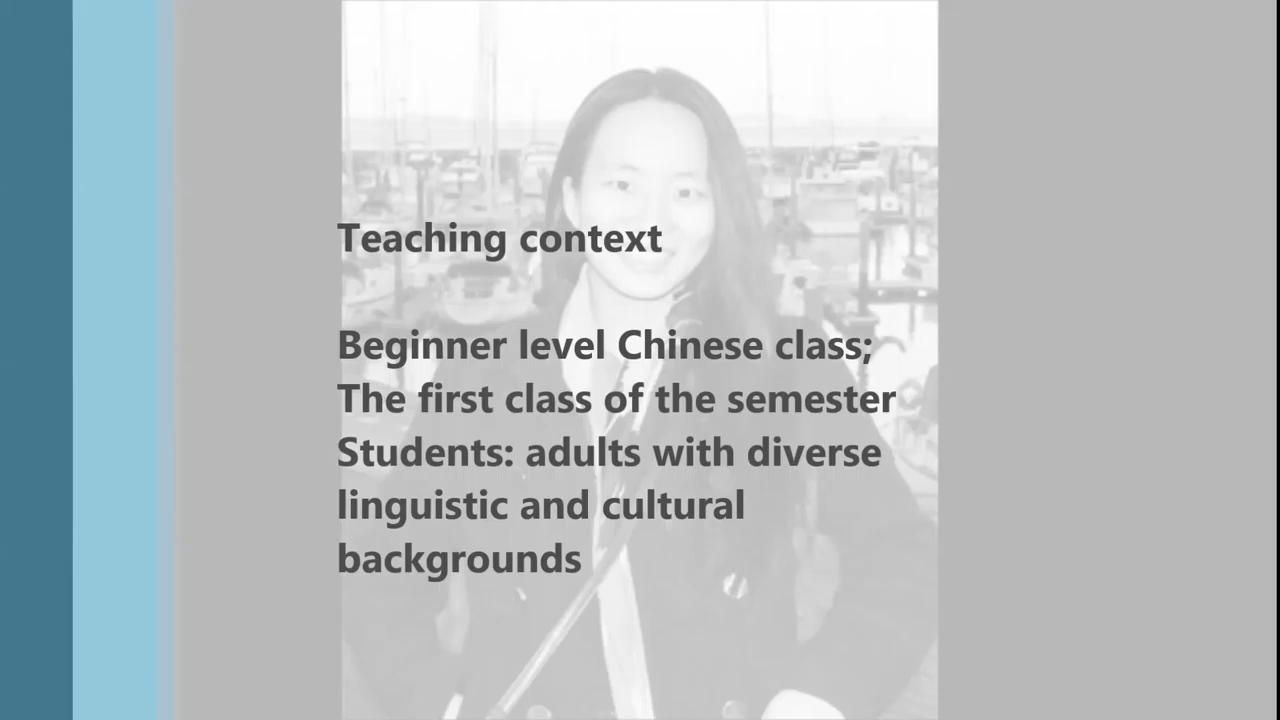 Teaching context
Beginner level Chinese class;
The first class of the semester
Students: adults with diverse
linguistic and cultural
backgrounds